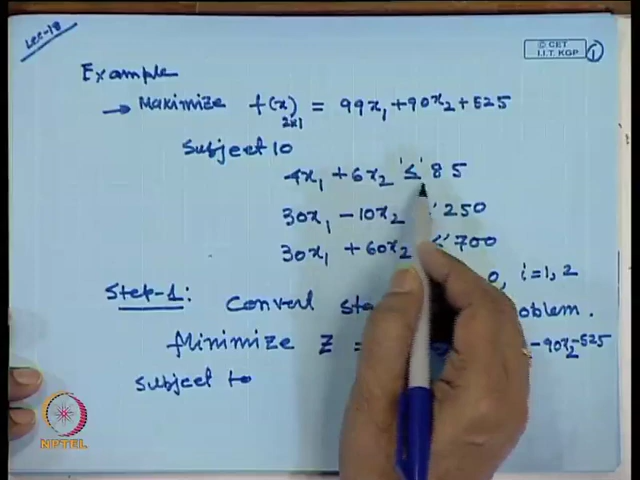 Lec-18
© CET
I.I.T. KGP
1
Example
→ Maximize f(x) = 99x₁ + 90x₂ + 525
2x1
Subject to
4x₁ + 6x₂ '≤' 85
30x₁ - 10x₂ ' 250
30x₁ + 60x₂ ≤' 700
0, i=1, 2
Step-1: Convert
Minimize Z = - 90x₂ - 525
Subject to
NPTEL